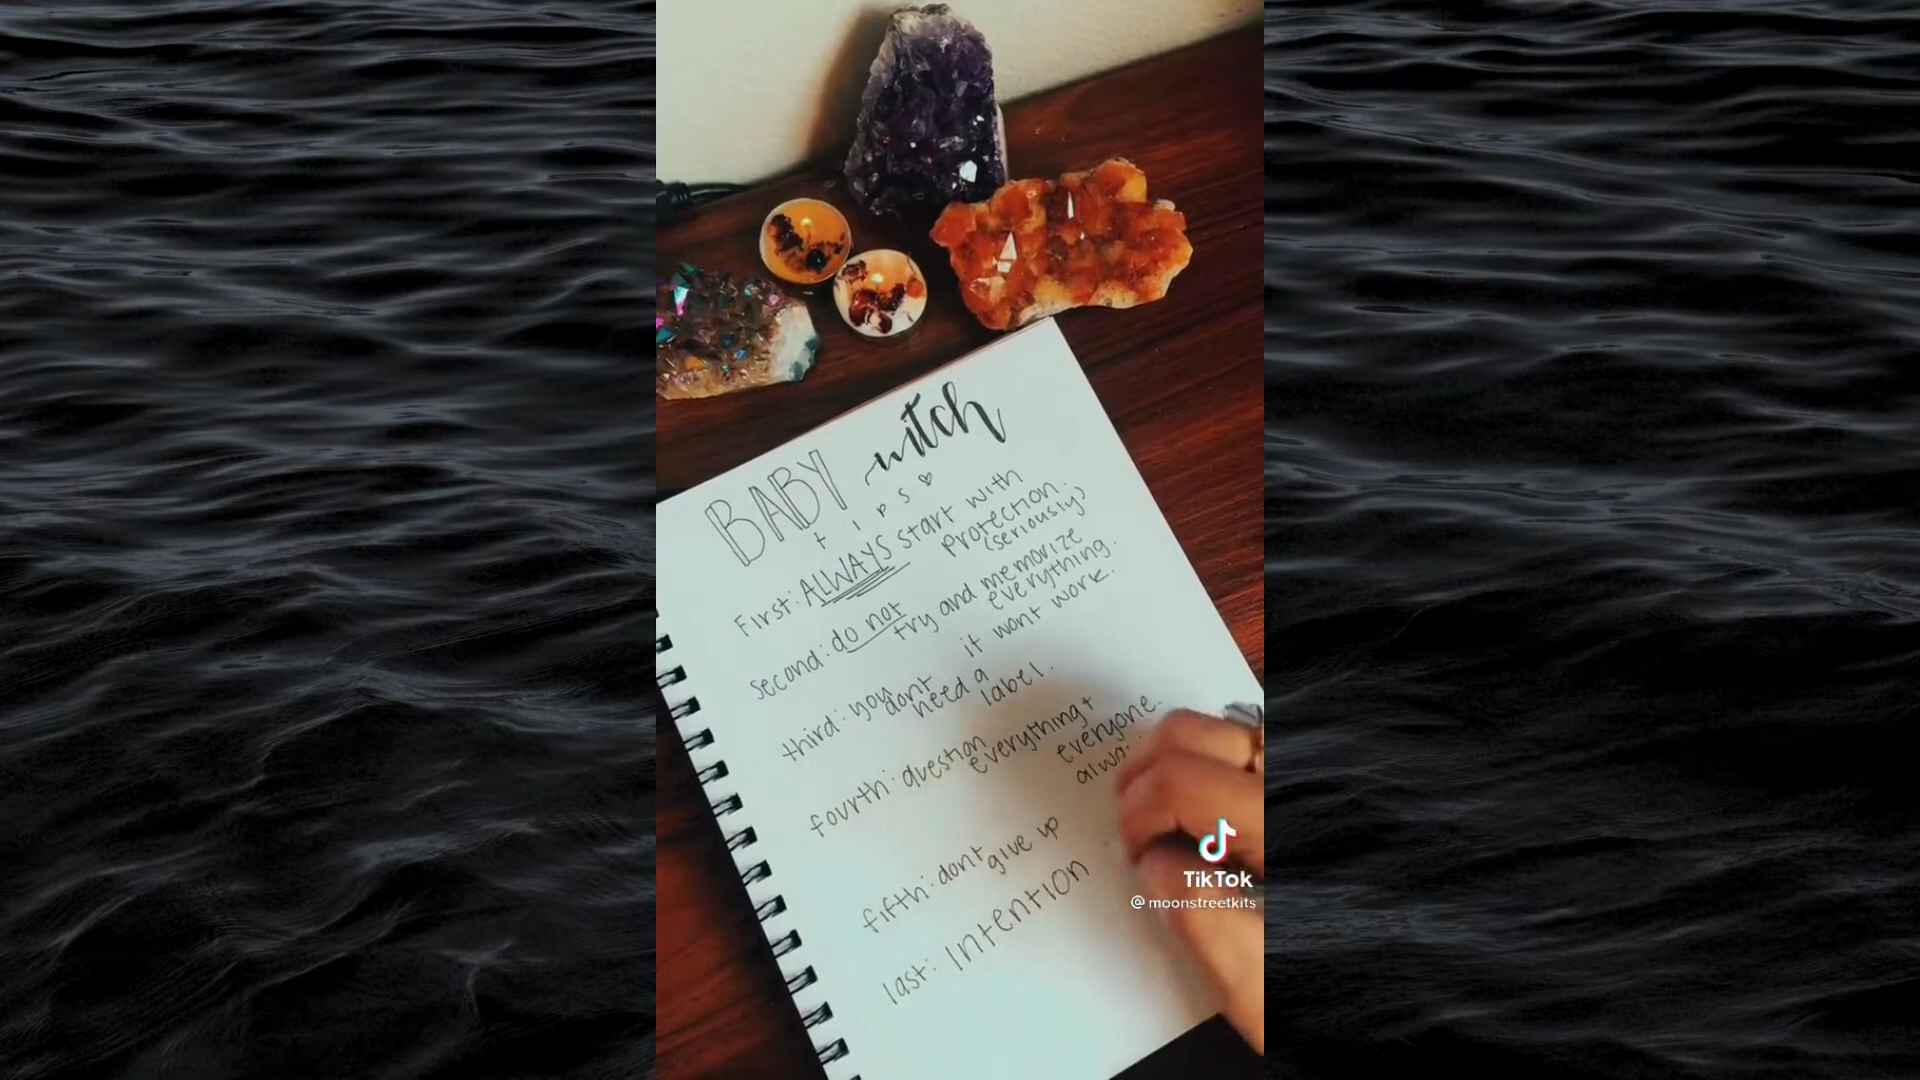 BABY witch
tips♡
First: ALWAYS start with
protection.
(seriously)
second: do not
try and memorize
everything.
it wont work.
third: you
dont
need a
label.
fourth: question
everything +
everyone.
fifth: dont
give up
last: Intention
TikTok
@moonstreetkits